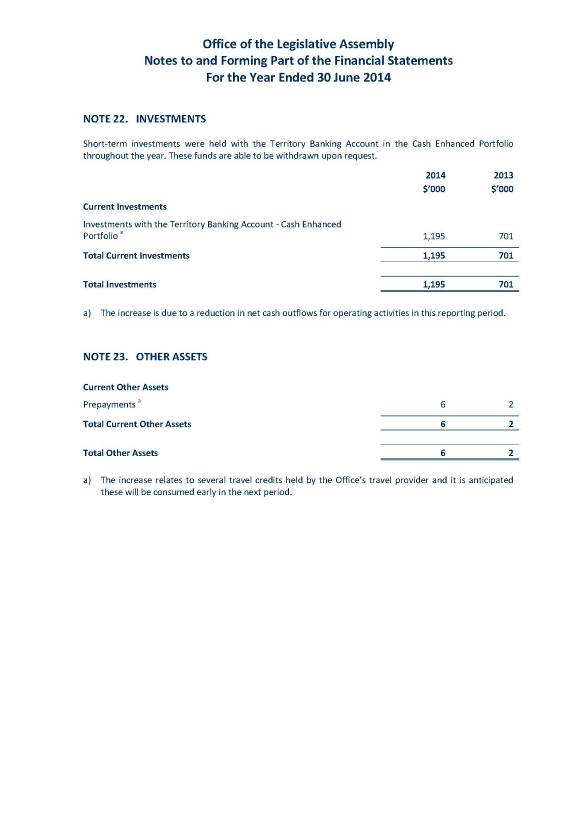 Office of the Legislative Assembly
Notes to and Forming Part of the Financial Statements
For the Year Ended 30 June 2014
NOTE 22. INVESTMENTS
Short-term investments were held with the Territory Banking Account in the Cash Enhanced Portfolio
throughout the year. These funds are able to be withdrawn upon request.
2014 2013
$'000 $'000
Current Investments
Investments with the Territory Banking Account - Cash Enhanced
Portfolio a 1,195 701
Total Current Investments 1,195 701
Total Investments 1,195 701
a) The increase is due to a reduction in net cash outflows for operating activities in this reporting period.
NOTE 23. OTHER ASSETS
Current Other Assets
Prepayments a 6 2
Total Current Other Assets 6 2
Total Other Assets 6 2
a) The increase relates to several travel credits held by the Office's travel provider and it is anticipated
these will be consumed early in the next period.